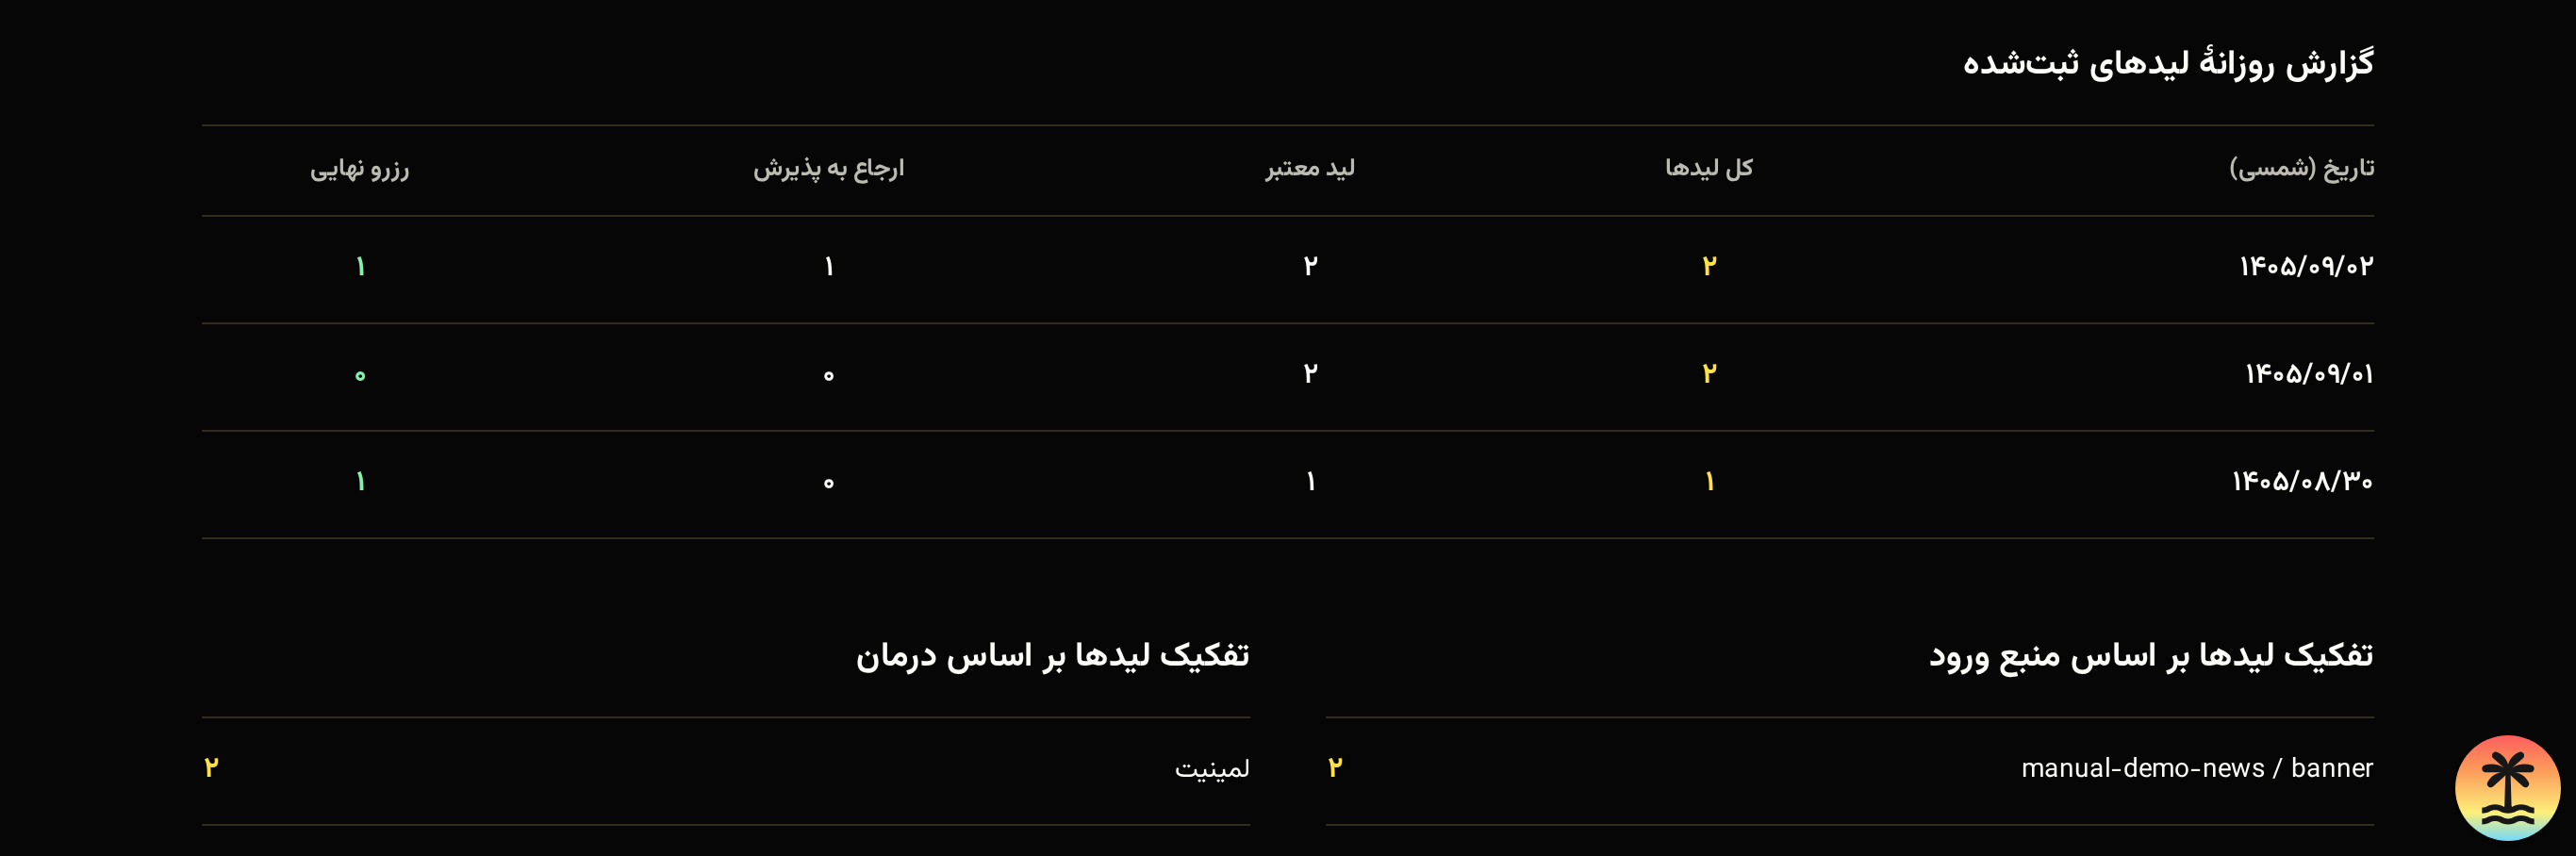 گزارش روزانهٔ لیدهای ثبت‌شده
تاریخ (شمسی) کل لیدها لید معتبر ارجاع به پذیرش رزرو نهایی
۱۴۰۵/۰۹/۰۲ ۲ ۲ ۱ ۱
۱۴۰۵/۰۹/۰۱ ۲ ۲ ۰ ۰
۱۴۰۵/۰۸/۳۰ ۱ ۱ ۰ ۱
تفکیک لیدها بر اساس منبع ورود
manual-demo-news / banner ۲
تفکیک لیدها بر اساس درمان
لمینیت ۲